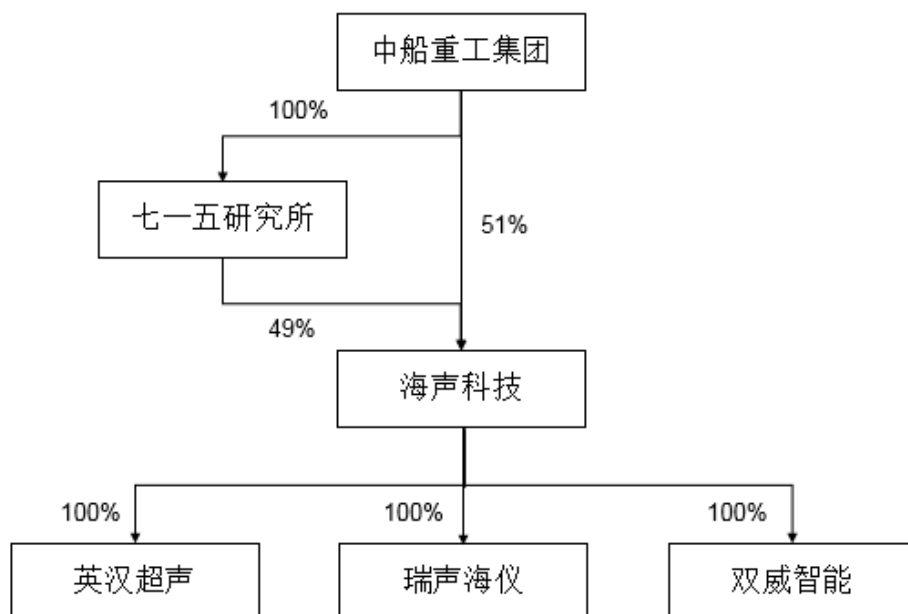 中船重工集团
100%
七一五研究所
51%
49%
海声科技
100%
100%
100%
英汉超声
瑞声海仪
双威智能